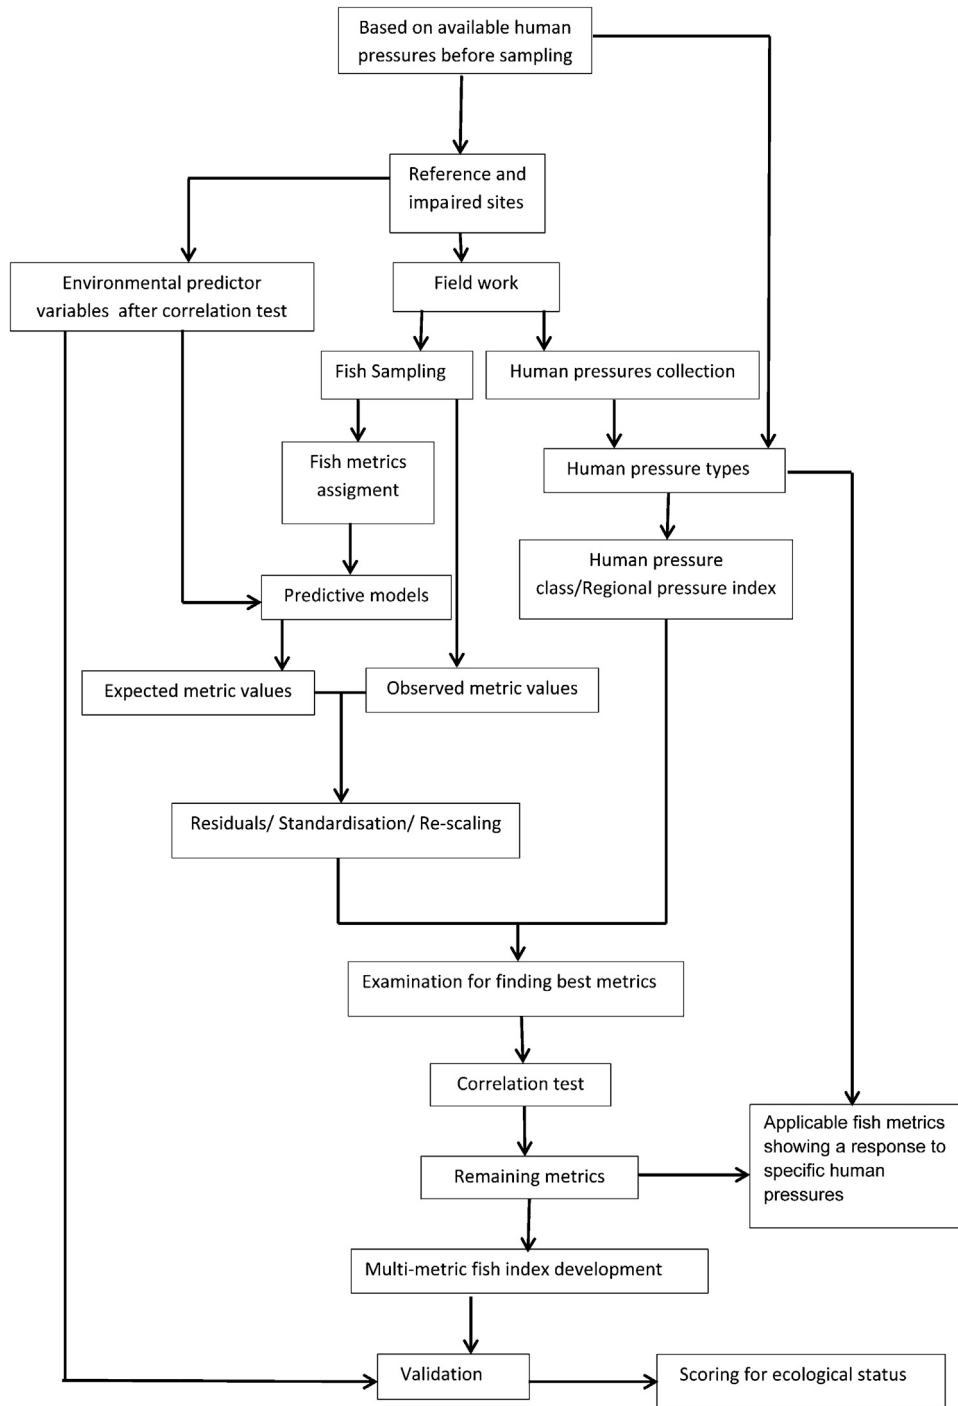 Based on available human
pressures before sampling
Reference and
impaired sites
Environmental predictor
variables after correlation test
Field work
Fish Sampling
Human pressures collection
Fish metrics
assigment
Human pressure types
Human pressure
class/Regional pressure index
Predictive models
Expected metric values
Observed metric values
Residuals/ Standardisation/ Re-scaling
Examination for finding best metrics
Correlation test
Applicable fish metrics
showing a response to
specific human
pressures
Remaining metrics
Multi-metric fish index development
Validation
Scoring for ecological status